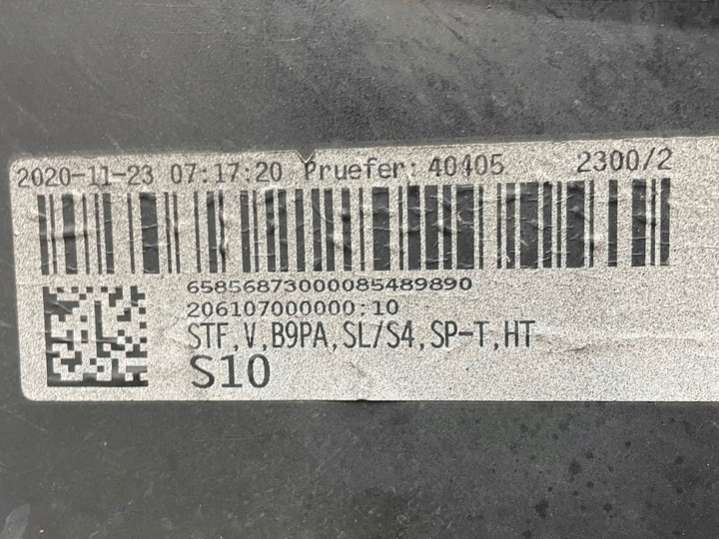 2020-11-23 07:17:20 Pruefer: 40405 2300/2
65856873000085489890
206107000000:10
STF,V,B9PA,SL/S4,SP-T,HT
S10